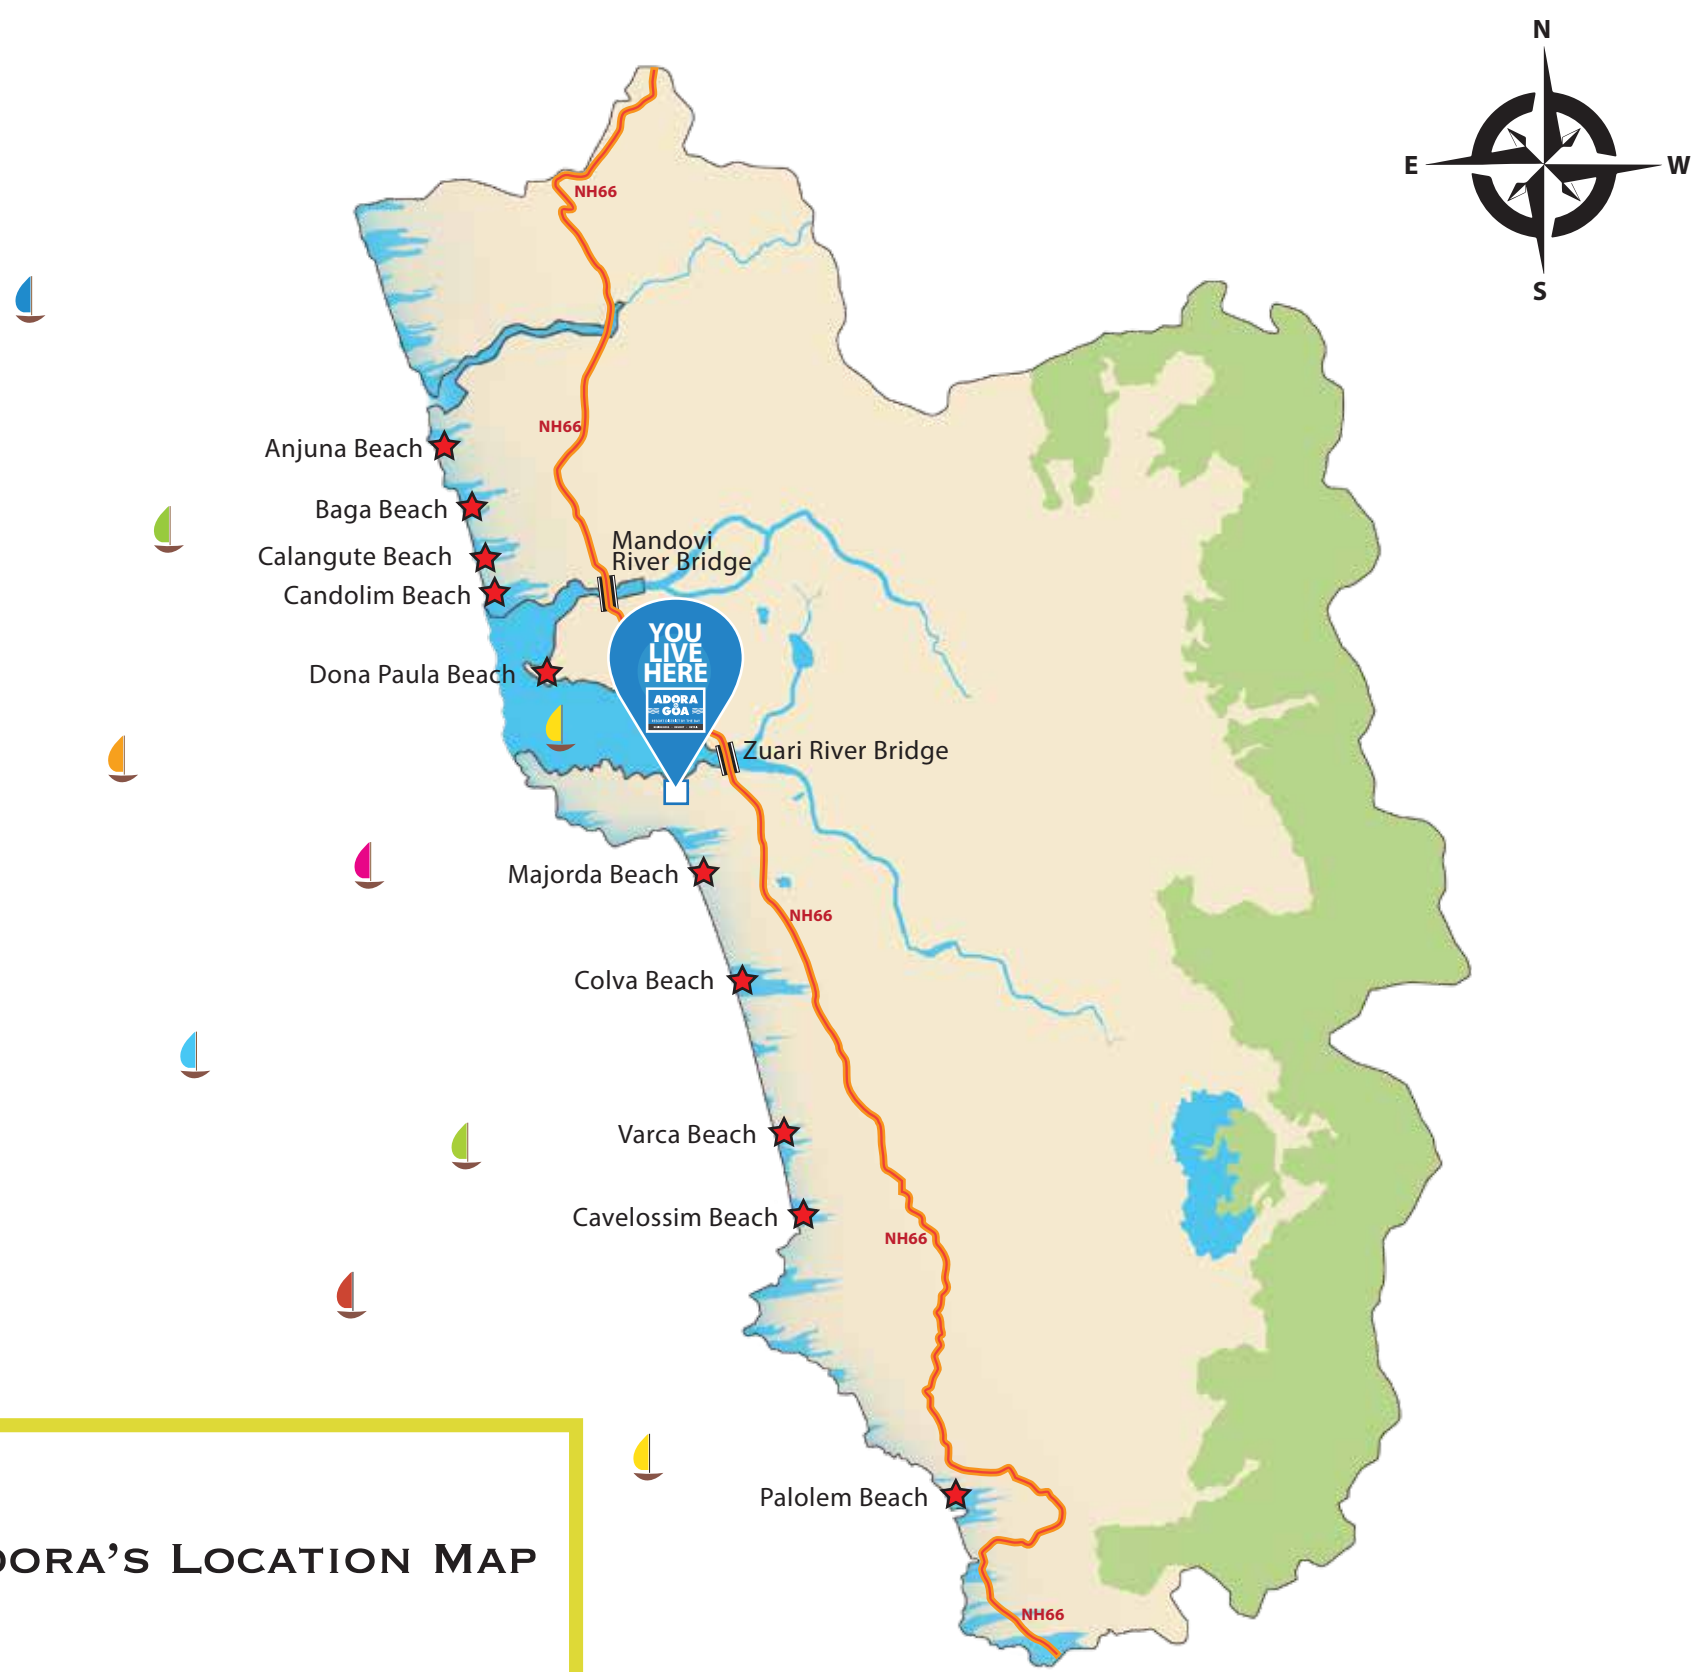 N
E
W
S
NH66
NH66
Anjuna Beach
Baga Beach
Mandovi
River Bridge
Calangute Beach
Candolim Beach
YOU
LIVE
HERE
Dona Paula Beach
ADORA
GOA
Zuari River Bridge
Majorda Beach
NH66
Colva Beach
Varca Beach
Cavelossim Beach
NH66
Palolem Beach
DORA’S LOCATION MAP
NH66